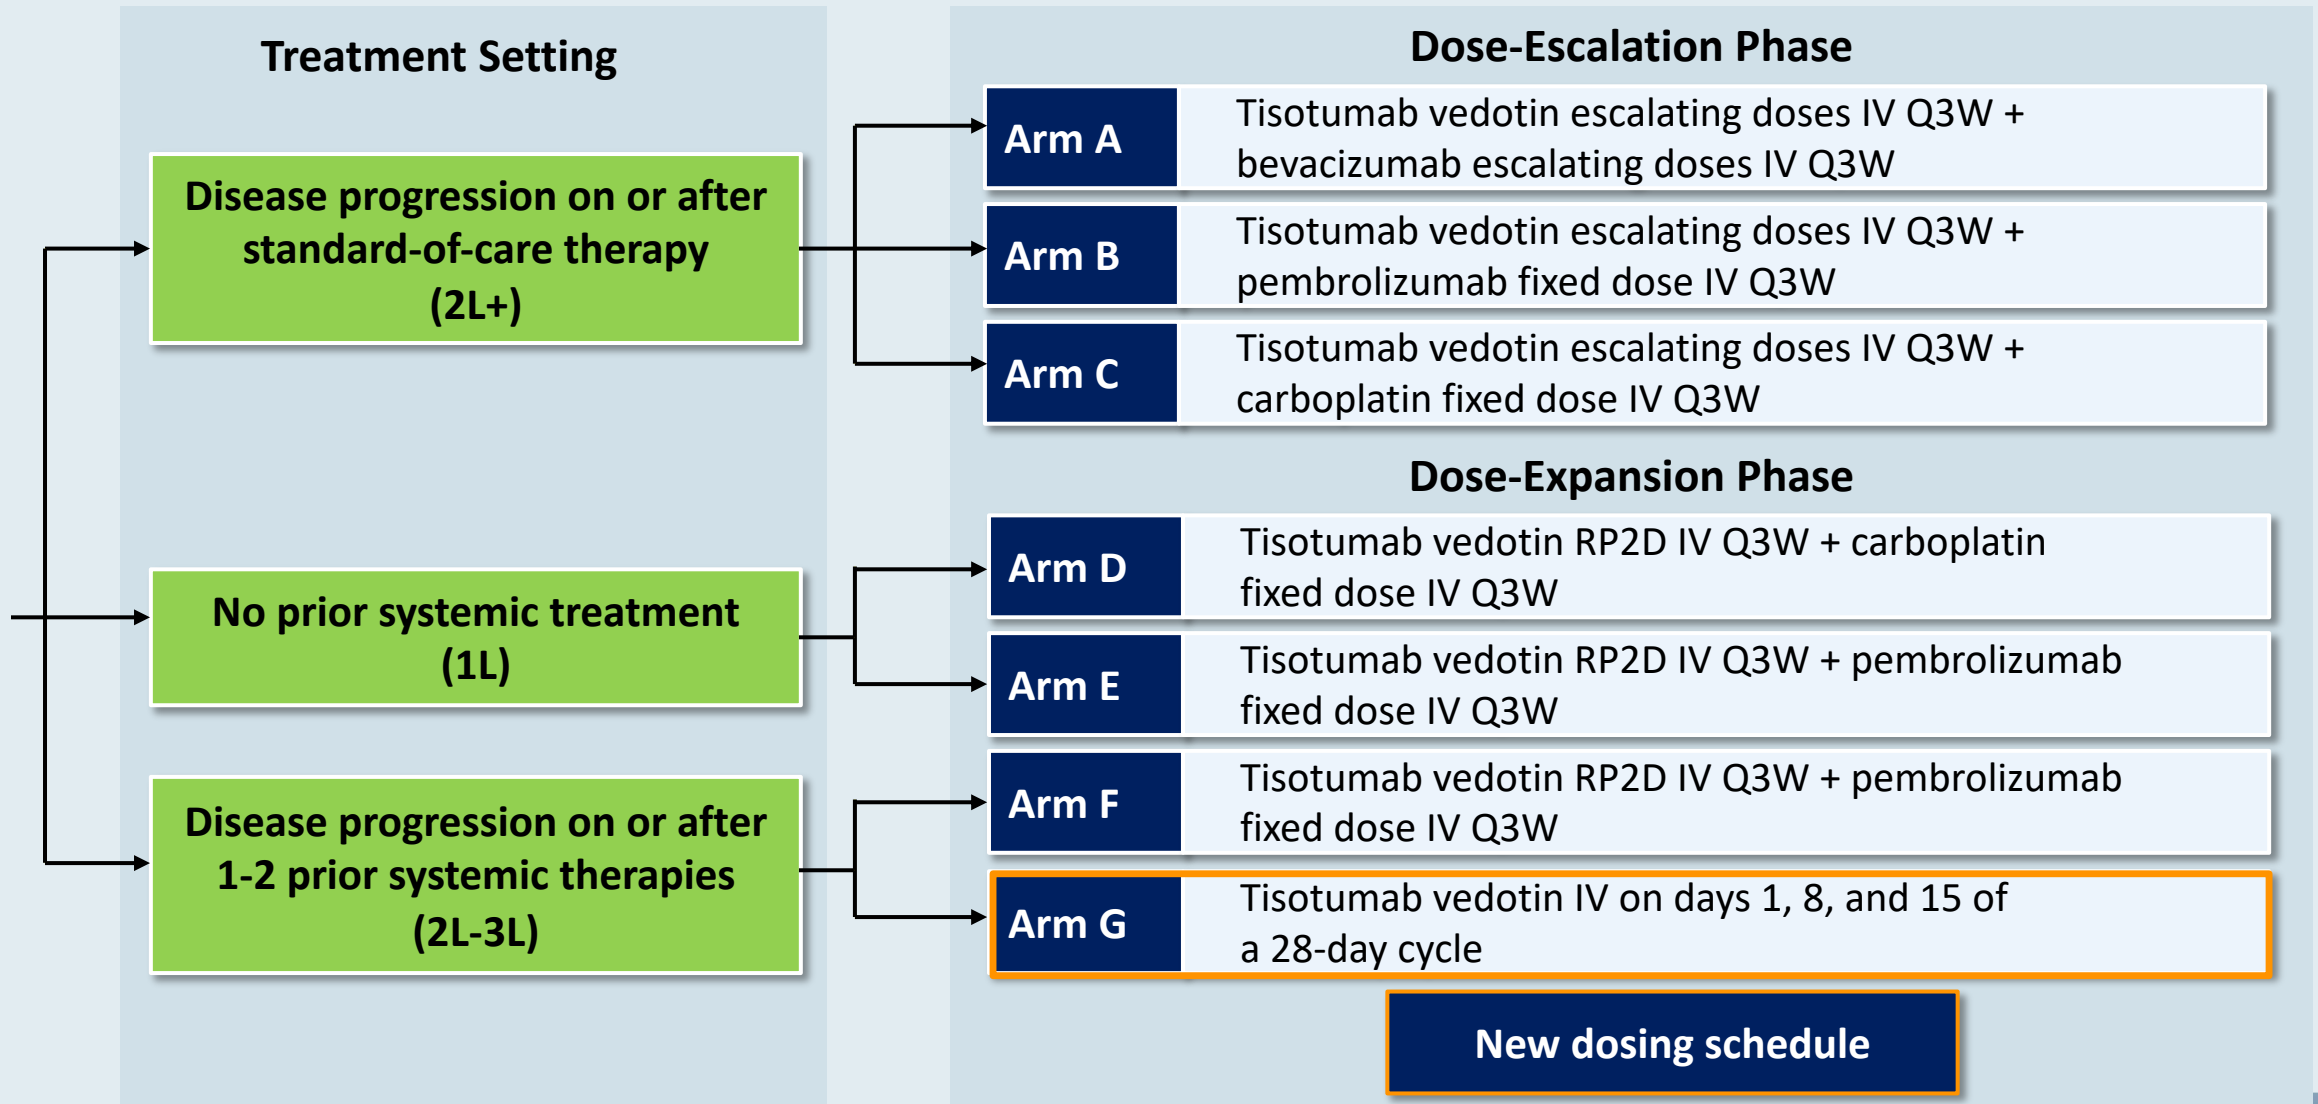 Treatment Setting
Disease progression on or after
standard-of-care therapy
(2L+)
No prior systemic treatment
(1L)
Disease progression on or after
1-2 prior systemic therapies
(2L-3L)
Dose-Escalation Phase
Arm A
Tisotumab vedotin escalating doses IV Q3W +
bevacizumab escalating doses IV Q3W
Arm B
Tisotumab vedotin escalating doses IV Q3W +
pembrolizumab fixed dose IV Q3W
Arm C
Tisotumab vedotin escalating doses IV Q3W +
carboplatin fixed dose IV Q3W
Dose-Expansion Phase
Arm D
Tisotumab vedotin RP2D IV Q3W + carboplatin
fixed dose IV Q3W
Arm E
Tisotumab vedotin RP2D IV Q3W + pembrolizumab
fixed dose IV Q3W
Arm F
Tisotumab vedotin RP2D IV Q3W + pembrolizumab
fixed dose IV Q3W
Arm G
Tisotumab vedotin IV on days 1, 8, and 15 of
a 28-day cycle
New dosing schedule